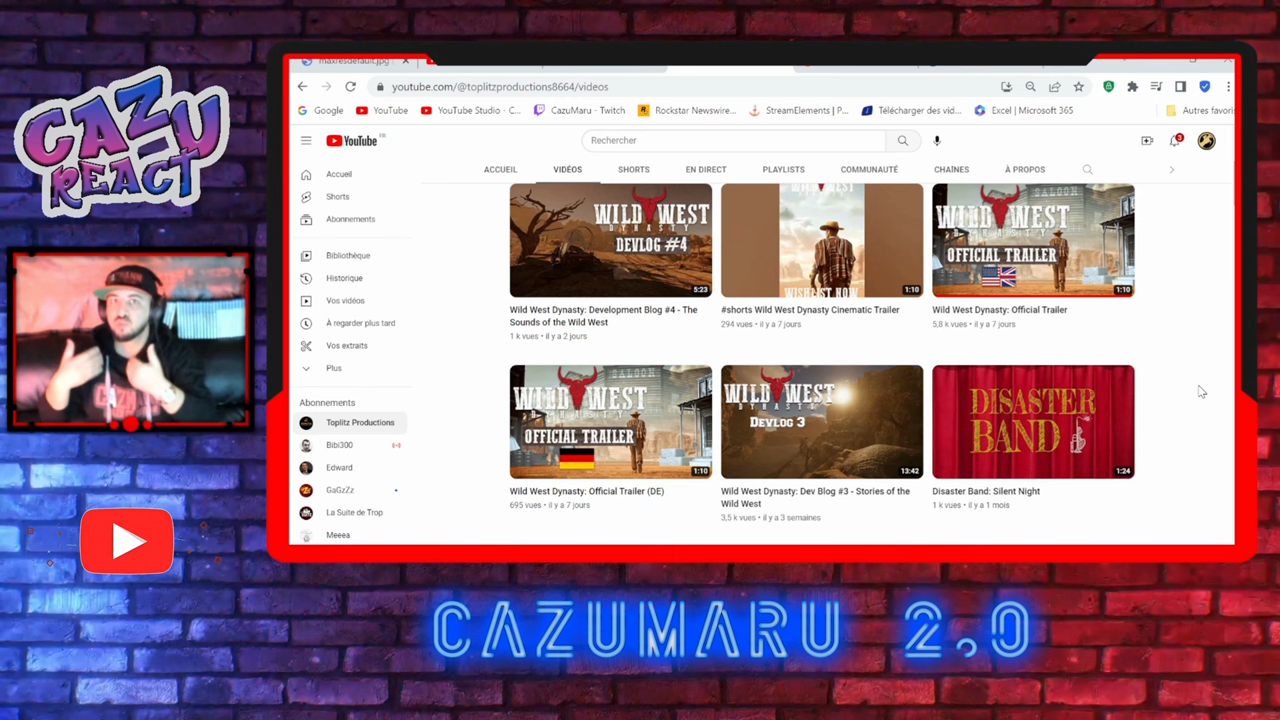 CAZU
REACT
maxresdefault.jpg
youtube.com/@toplitzproductions8664/videos
Google
YouTube
YouTube Studio - C...
CazuMaru - Twitch
Rockstar Newswire...
StreamElements | P...
Télécharger des vid...
Excel | Microsoft 365
Autres favoris
YouTube
Rechercher
3
ACCUEIL
VIDÉOS
SHORTS
EN DIRECT
PLAYLISTS
COMMUNAUTÉ
CHAÎNES
À PROPOS
Accueil
Shorts
Abonnements
Bibliothèque
Historique
Vos vidéos
À regarder plus tard
Vos extraits
Plus
Abonnements
Toplitz Productions
Bibi300
Edward
GaGzZz
La Suite de Trop
Meeea
WILD WEST
DYNASTY
DEVLOG #4
5:23
Wild West Dynasty: Development Blog #4 - The
Sounds of the Wild West
1 k vues • il y a 2 jours
WILD WEST
WISHLIST NOW
1:10
#shorts Wild West Dynasty Cinematic Trailer
294 vues • il y a 7 jours
SALOON
WILD WEST
DYNASTY
OFFICIAL TRAILER
1:10
Wild West Dynasty: Official Trailer
5,8 k vues • il y a 7 jours
SALOON
WILD WEST
DYNASTY
OFFICIAL TRAILER
1:10
Wild West Dynasty: Official Trailer (DE)
695 vues • il y a 7 jours
WILD WEST
DYNASTY
DEVLOG 3
13:42
Wild West Dynasty: Dev Blog #3 - Stories of the
Wild West
3,5 k vues • il y a 3 semaines
DISASTER
BAND
1:24
Disaster Band: Silent Night
1 k vues • il y a 1 mois
CAZUMARU 2.0